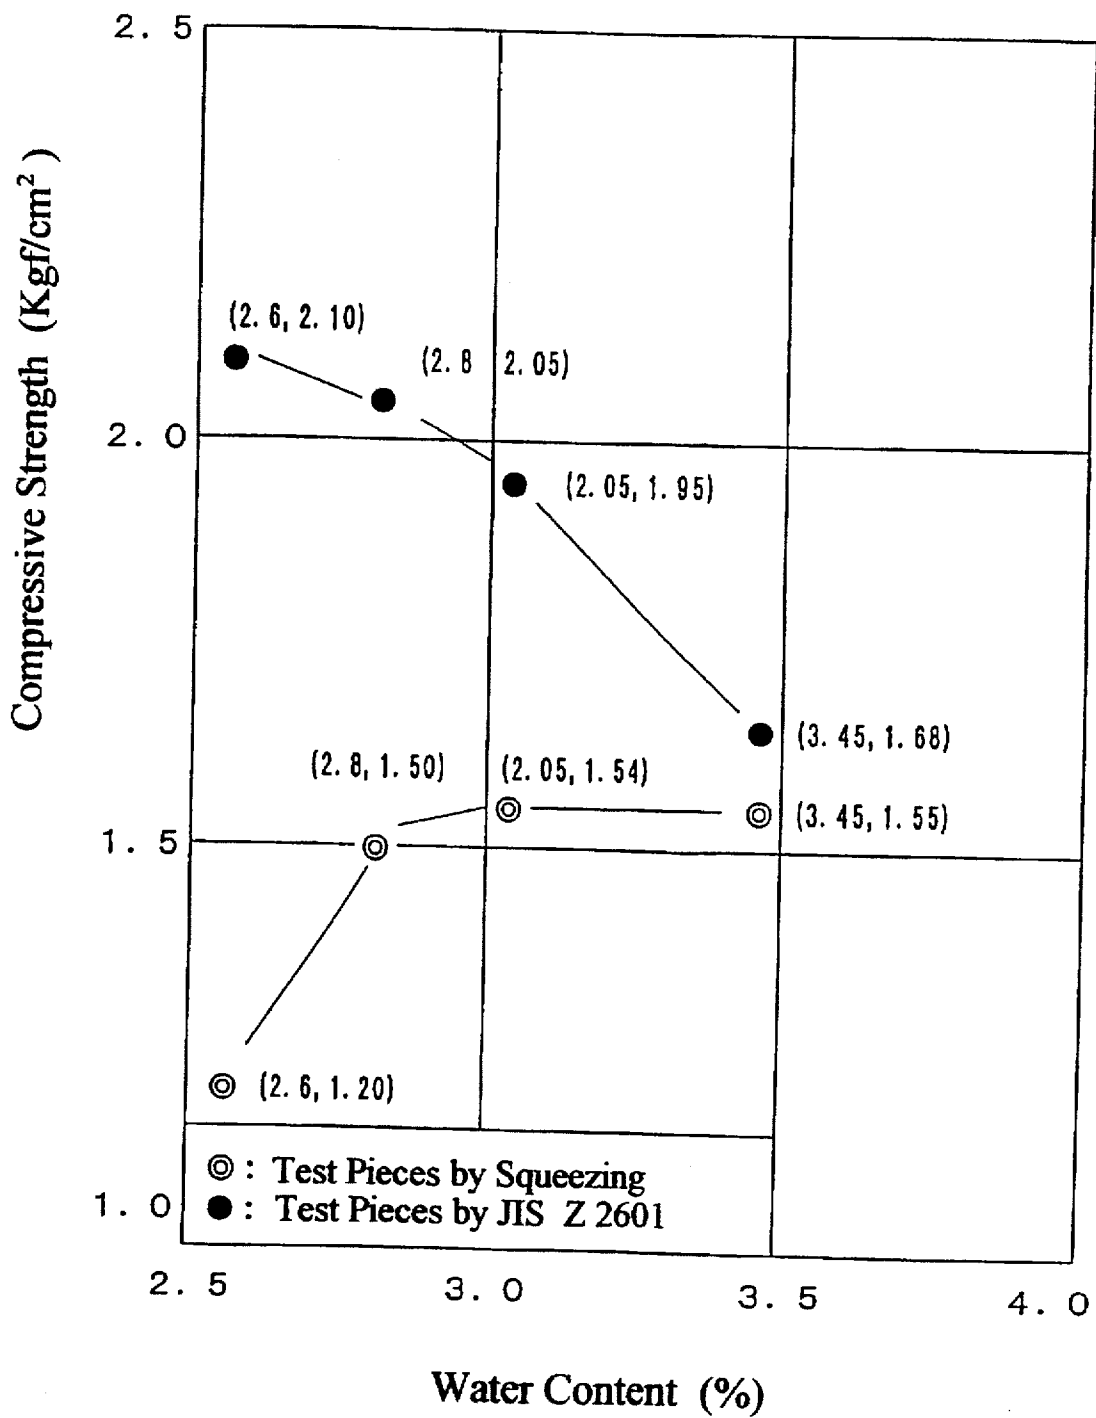 2.5
Compressive Strength (Kgf/cm²)
(2.6, 2.10)
(2.8 2.05)
2.0
(2.05, 1.95)
(3.45, 1.68)
(2.8, 1.50) (2.05, 1.54)
(3.45, 1.55)
1.5
(2.6, 1.20)
◎ : Test Pieces by Squeezing
1.0
● : Test Pieces by JIS Z 2601
2.5 3.0 3.5 4.0
Water Content (%)